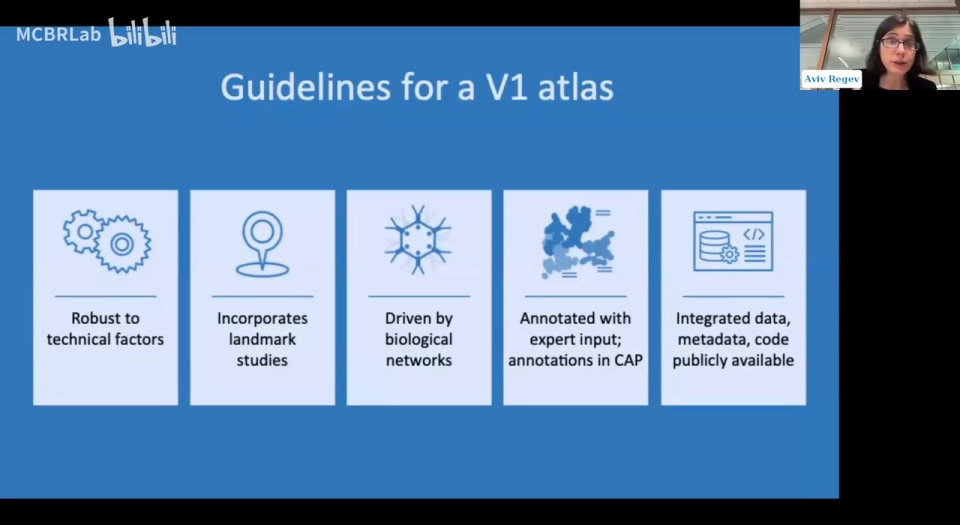 MCBRLab bilibili
Aviv Regev
Guidelines for a V1 atlas
Robust to
technical factors
Incorporates
landmark
studies
Driven by
biological
networks
Annotated with
expert input;
annotations in CAP
</>
Integrated data,
metadata, code
publicly available